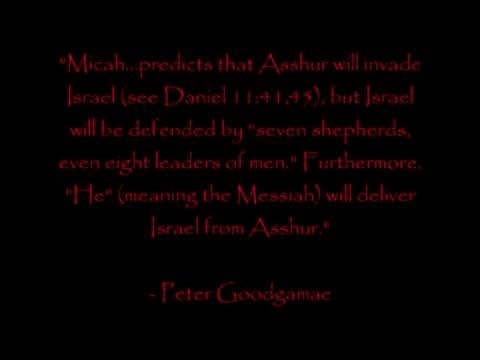 "Micah...predicts that Asshur will invade
Israel (see Daniel 11:41,45), but Israel
will be defended by "seven shepherds,
even eight leaders of men." Furthermore,
"He" (meaning the Messiah) will deliver
Israel from Asshur."
- Peter Goodgamae